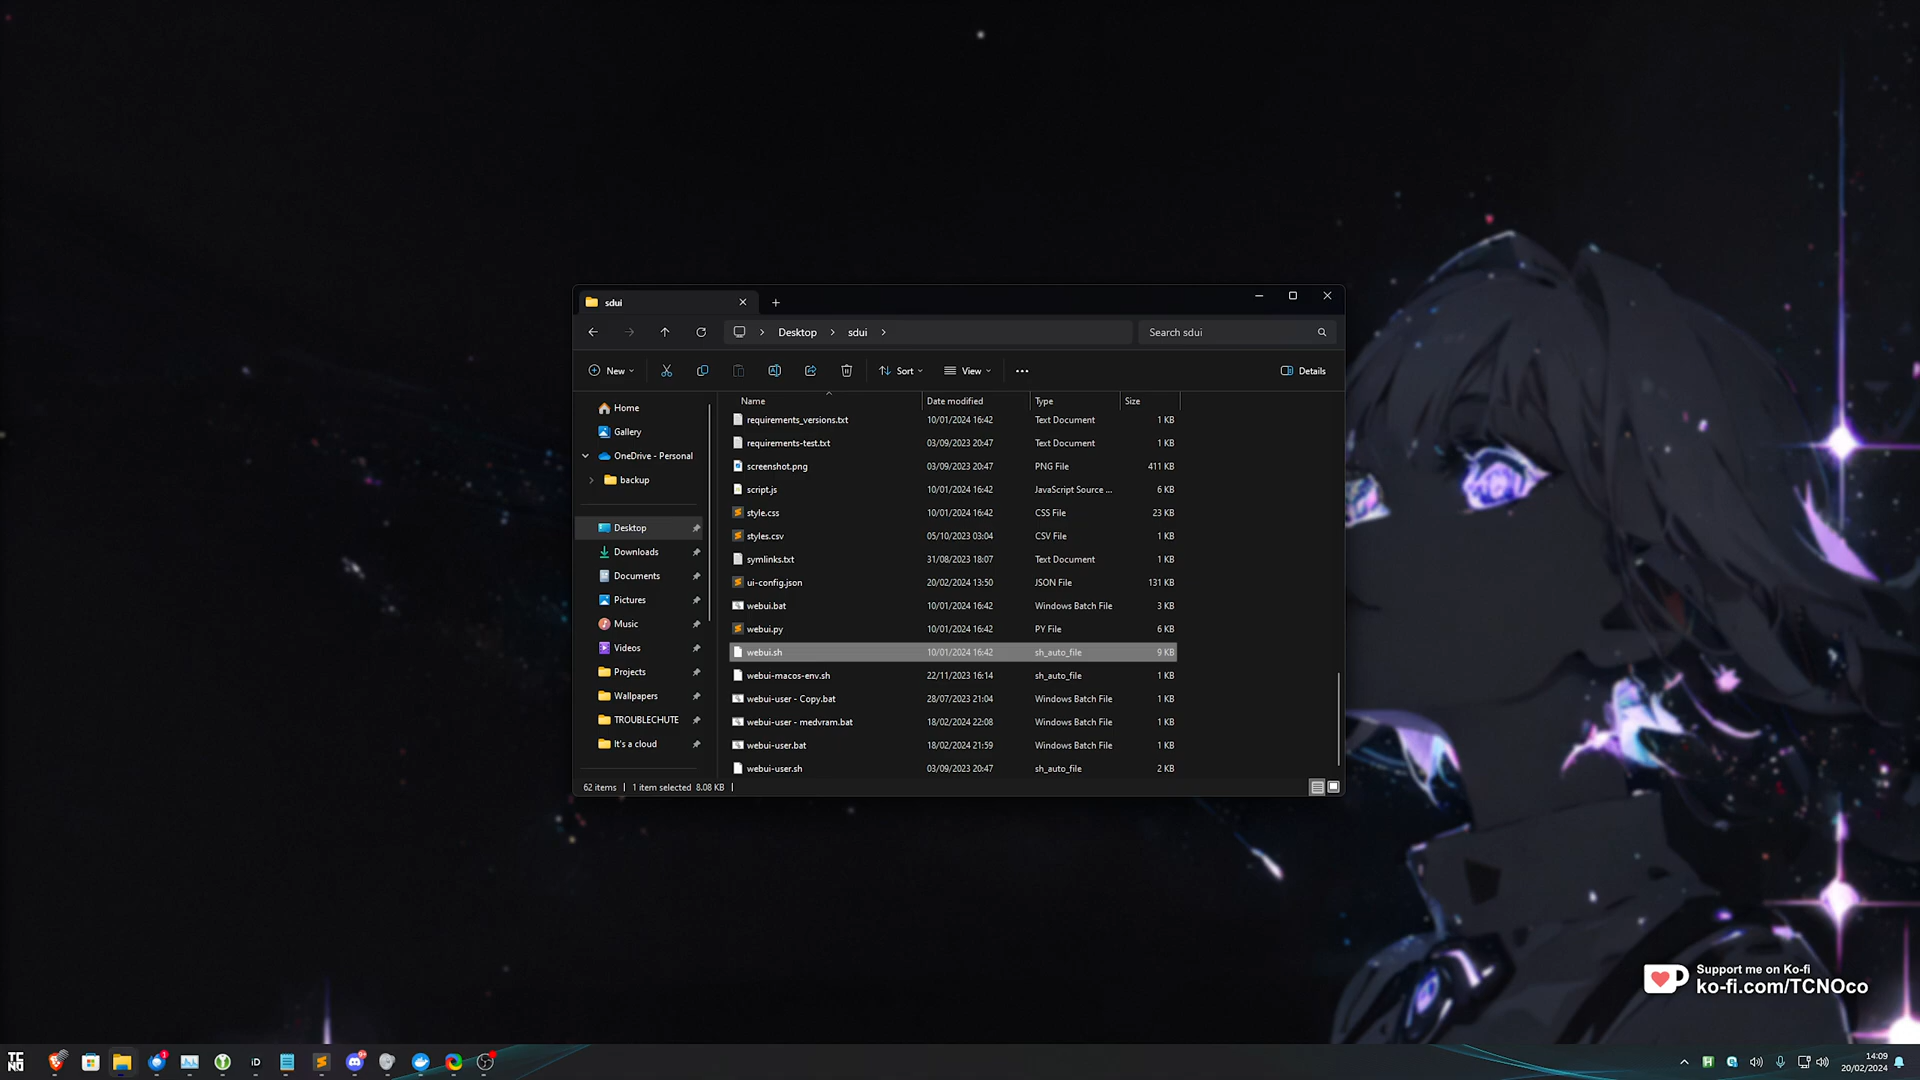 sdui
Desktop
sdui
Search sdui
New
Sort
View
Details
Name
Date modified
Type
Size
Home
Gallery
OneDrive - Personal
backup
Desktop
Downloads
Documents
Pictures
Music
Videos
Projects
Wallpapers
TROUBLECHUTE
It's a cloud
requirements_versions.txt 10/01/2024 16:42 Text Document 1 KB
requirements-test.txt 03/09/2023 20:47 Text Document 1 KB
screenshot.png 03/09/2023 20:47 PNG File 411 KB
script.js 10/01/2024 16:42 JavaScript Source ... 6 KB
style.css 10/01/2024 16:42 CSS File 23 KB
styles.csv 05/10/2023 03:04 CSV File 1 KB
symlinks.txt 31/08/2023 18:07 Text Document 1 KB
ui-config.json 20/02/2024 13:50 JSON File 131 KB
webui.bat 10/01/2024 16:42 Windows Batch File 3 KB
webui.py 10/01/2024 16:42 PY File 6 KB
webui.sh 10/01/2024 16:42 sh_auto_file 9 KB
webui-macos-env.sh 22/11/2023 16:14 sh_auto_file 1 KB
webui-user - Copy.bat 28/07/2023 21:04 Windows Batch File 1 KB
webui-user - medvram.bat 18/02/2024 22:08 Windows Batch File 1 KB
webui-user.bat 18/02/2024 21:59 Windows Batch File 1 KB
webui-user.sh 03/09/2023 20:47 sh_auto_file 2 KB
62 items
1 item selected 8.08 KB
Support me on Ko-fi
ko-fi.com/TCNOco
TC
NO
iD
14:09
20/02/2024